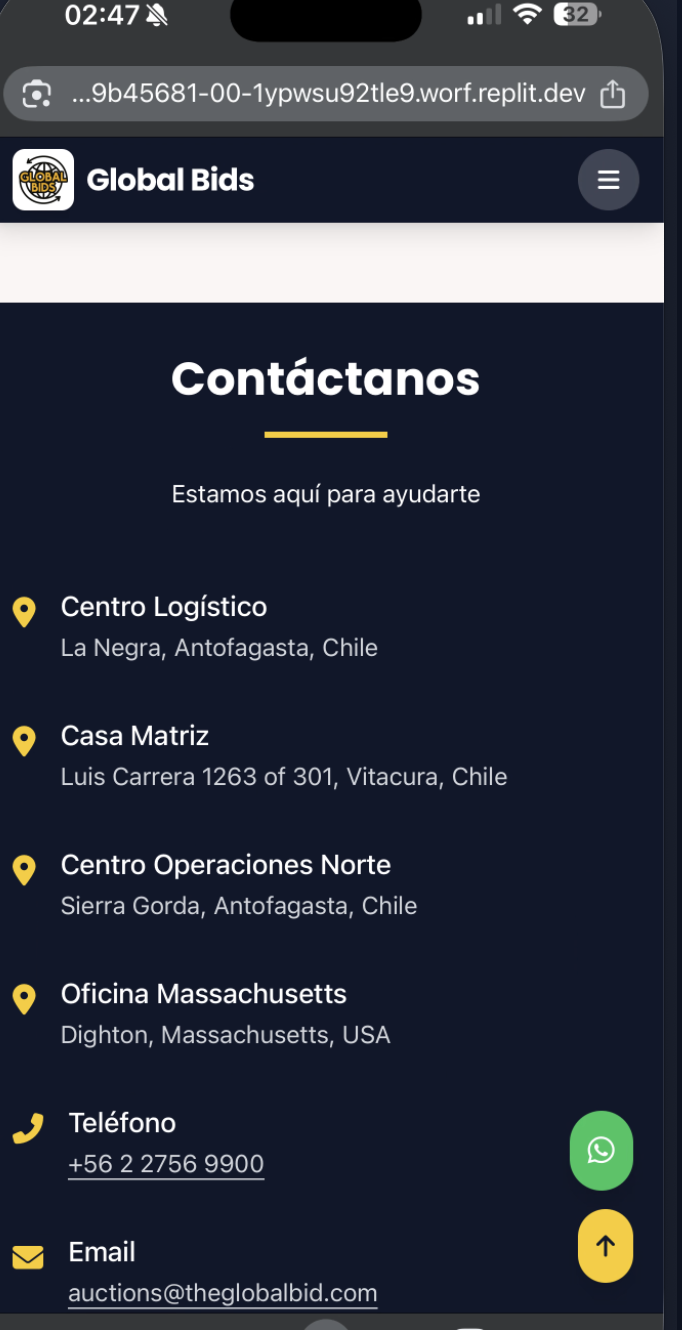 02:47
32
...9b45681-00-1ypwsu92tle9.worf.replit.dev
GLOBAL
BIDS
Global Bids
Contáctanos
Estamos aquí para ayudarte
Centro Logístico
La Negra, Antofagasta, Chile
Casa Matriz
Luis Carrera 1263 of 301, Vitacura, Chile
Centro Operaciones Norte
Sierra Gorda, Antofagasta, Chile
Oficina Massachusetts
Dighton, Massachusetts, USA
Teléfono
+56 2 2756 9900
Email
auctions@theglobalbid.com